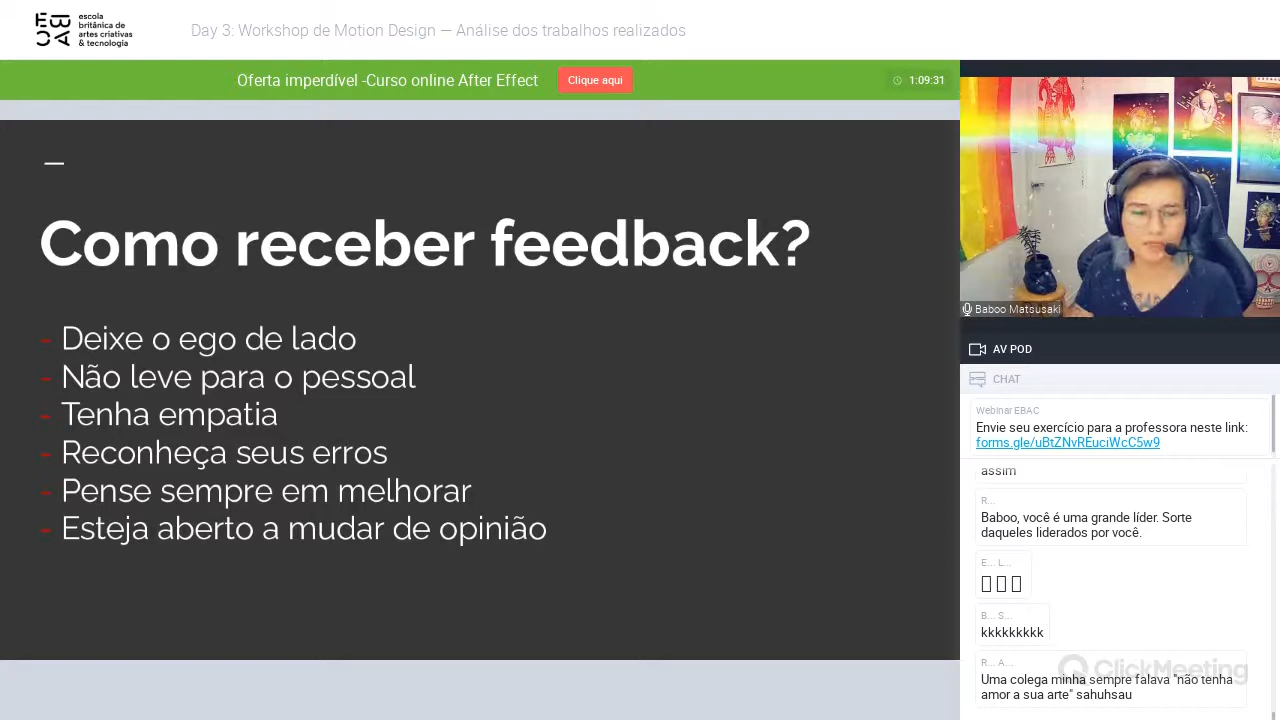 EBAC
escola
britânica de
artes criativas
& tecnologia
Day 3: Workshop de Motion Design — Análise dos trabalhos realizados
Oferta imperdível -Curso online After Effect
Clique aqui
1:09:31
Como receber feedback?
- Deixe o ego de lado
- Não leve para o pessoal
- Tenha empatia
- Reconheça seus erros
- Pense sempre em melhorar
- Esteja aberto a mudar de opinião
Baboo Matsusaki
AV POD
CHAT
Webinar EBAC
Envie seu exercício para a professora neste link:
forms.gle/uBtZNvREuciWcC5w9
assim
R...
Baboo, você é uma grande líder. Sorte
daqueles liderados por você.
E... L...
B... S...
kkkkkkkkk
R... A...
Uma colega minha sempre falava "não tenha
amor a sua arte" sahuhsau
ClickMeeting